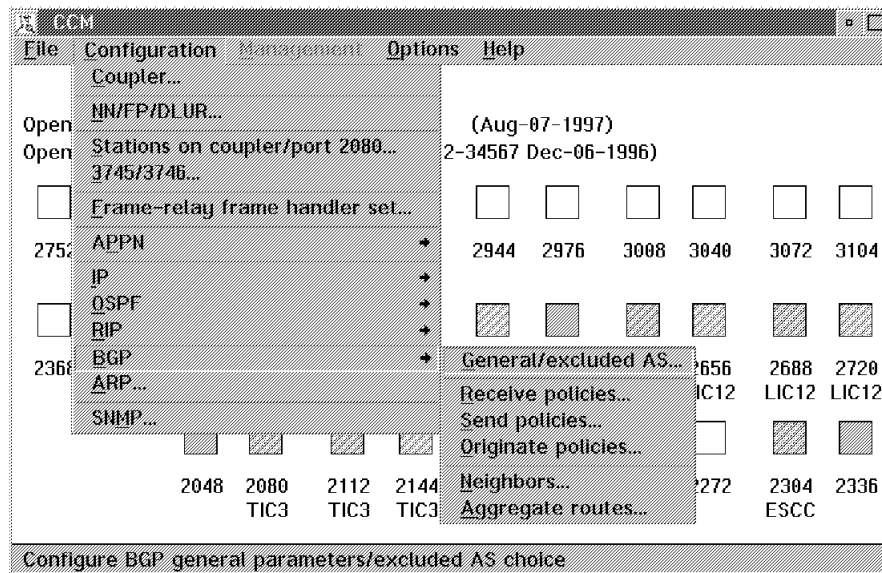 CCM
File Configuration Management Options Help
Coupler...
NN/FP/DLUR...
Open (Aug-07-1997)
Stations on coupler/port 2080...
Open 2-34567 Dec-06-1996)
3745/3746...
Frame-relay frame handler set...
APPN
2752 2944 2976 3008 3040 3072 3104
IP
OSPF
RIP
BGP
General/excluded AS...
2368 2656 2688 2720
ARP...
Receive policies...
IC12 LIC12 LIC12
SNMP...
Send policies...
Originate policies...
2048 2080 2112 2144 Neighbors... 2272 2304 2336
TIC3 TIC3 TIC3 Aggregate routes... ESCC
Configure BGP general parameters/excluded AS choice